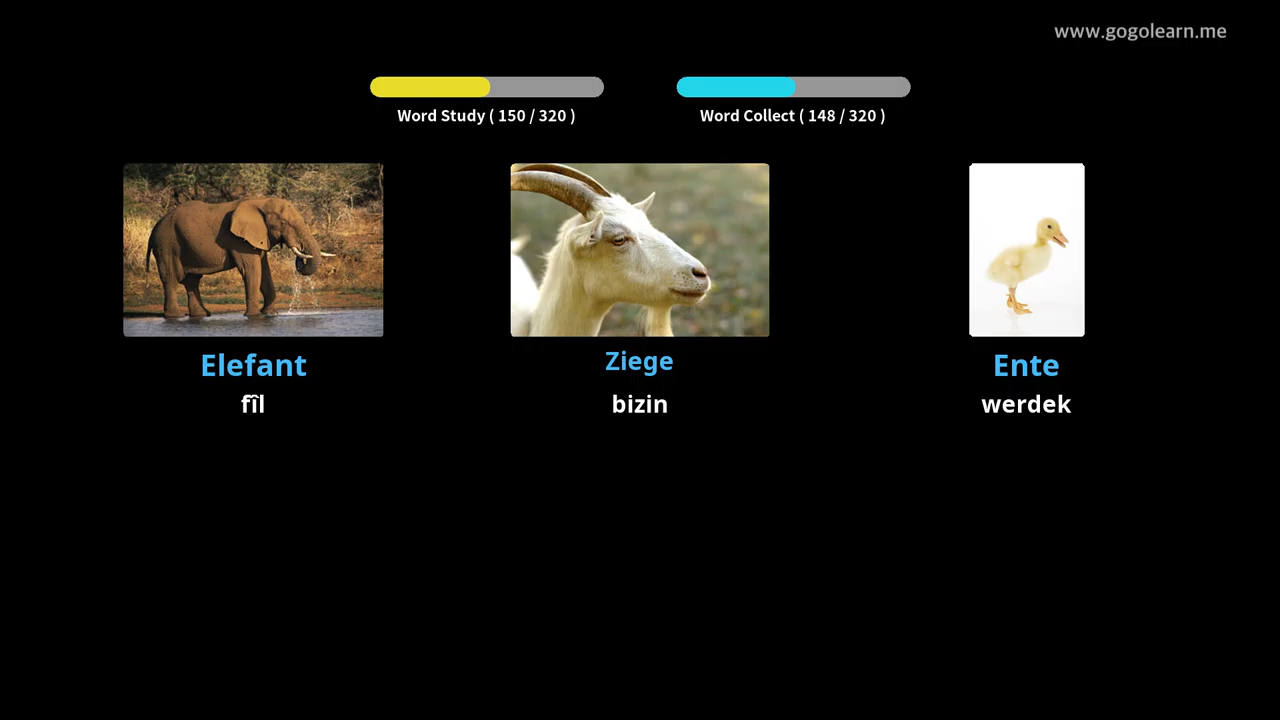 www.gogolearn.me
Word Study ( 150 / 320 )
Word Collect ( 148 / 320 )
Elefant
fîl
Ziege
bizin
Ente
werdek